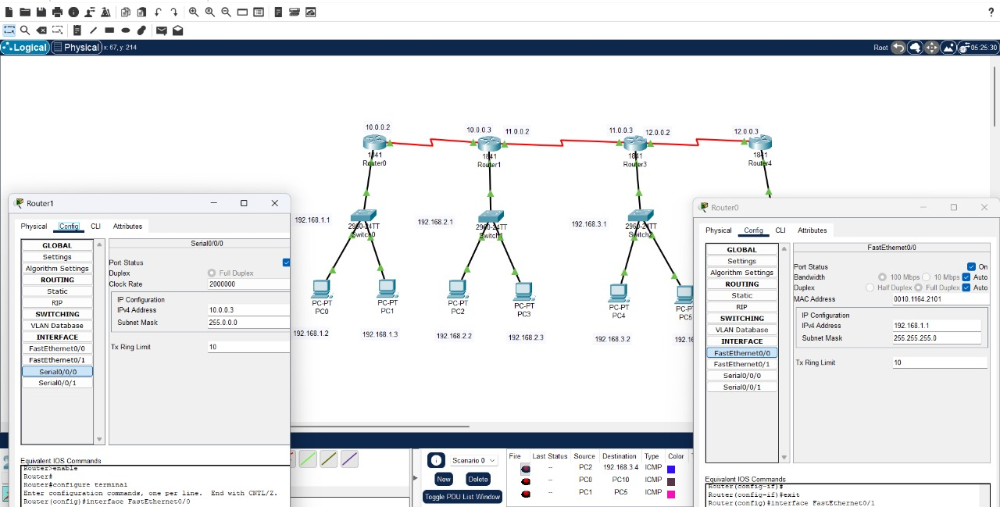 ?
Logical
Physical
x: 67, y: 214
Root
05:25:30
10.0.0.2
10.0.0.3
11.0.0.2
11.0.0.3
12.0.0.2
12.0.0.3
1841
Router0
1841
Router1
1841
Router3
1841
Router4
192.168.1.1
2960-24TT
Switch0
192.168.2.1
2960-24TT
192.168.3.1
2960-24TT
PC-PT
PC0
PC-PT
PC1
PC-PT
PC2
PC-PT
PC3
PC-PT
PC4
PC-PT
PC5
192.168.1.3
192.168.2.2
192.168.2.3
192.168.3.2
Router1
Physical
Config
CLI
Attributes
GLOBAL
Settings
Algorithm Settings
ROUTING
Static
RIP
SWITCHING
VLAN Database
INTERFACE
FastEthernet0/0
FastEthernet0/1
Serial0/0/0
Serial0/0/1
Serial0/0/0
Port Status
Duplex
Full Duplex
Clock Rate
2000000
IP Configuration
IPv4 Address
10.0.0.3
Subnet Mask
255.0.0.0
Tx Ring Limit
10
Equivalent IOS Commands
Router>enable
Router#
Router#configure terminal
Enter configuration commands, one per line.  End with CNTL/Z.
Router(config)#interface FastEthernet0/0
Scenario 0
New
Delete
Toggle PDU List Window
Fire
Last Status
Source
Destination
Type
Color
--
PC2
192.168.3.4
ICMP
--
PC0
PC10
ICMP
--
PC1
PC5
ICMP
Router0
Physical
Config
CLI
Attributes
GLOBAL
Settings
Algorithm Settings
ROUTING
Static
RIP
SWITCHING
VLAN Database
INTERFACE
FastEthernet0/0
FastEthernet0/1
Serial0/0/0
Serial0/0/1
FastEthernet0/0
Port Status
On
Bandwidth
100 Mbps
10 Mbps
Auto
Duplex
Half Duplex
Full Duplex
Auto
MAC Address
0010.1164.2101
IP Configuration
IPv4 Address
192.168.1.1
Subnet Mask
255.255.255.0
Tx Ring Limit
10
Equivalent IOS Commands
Router(config-if)#
Router(config-if)#exit
Router(config)#interface FastEthernet0/1